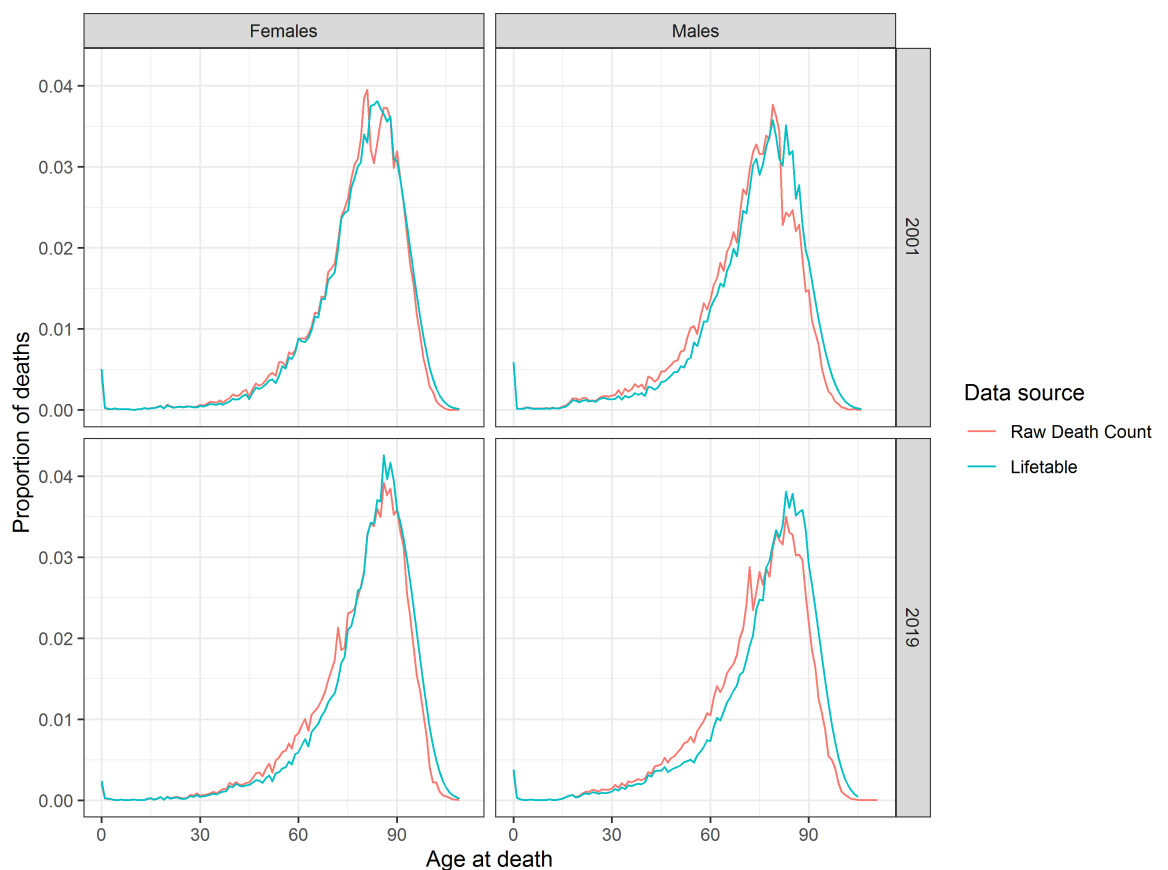 Females
Males
0.04
0.03
0.02
0.01
0.00
2001
Proportion of deaths
0.04
0.03
0.02
0.01
0.00
2019
0
30
60
90
0
30
60
90
Age at death
Data source
Raw Death Count
Lifetable